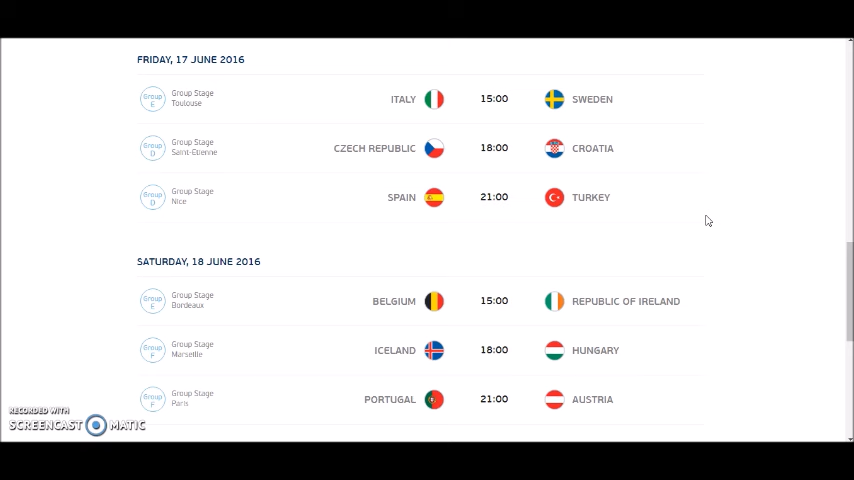 FRIDAY, 17 JUNE 2016
Group E
Group Stage
Toulouse
ITALY 15:00 SWEDEN
Group D
Group Stage
Saint-Etienne
CZECH REPUBLIC 18:00 CROATIA
Group D
Group Stage
Nice
SPAIN 21:00 TURKEY
SATURDAY, 18 JUNE 2016
Group E
Group Stage
Bordeaux
BELGIUM 15:00 REPUBLIC OF IRELAND
Group F
Group Stage
Marseille
ICELAND 18:00 HUNGARY
Group F
Group Stage
Paris
PORTUGAL 21:00 AUSTRIA
RECORDED WITH
SCREENCAST MATIC